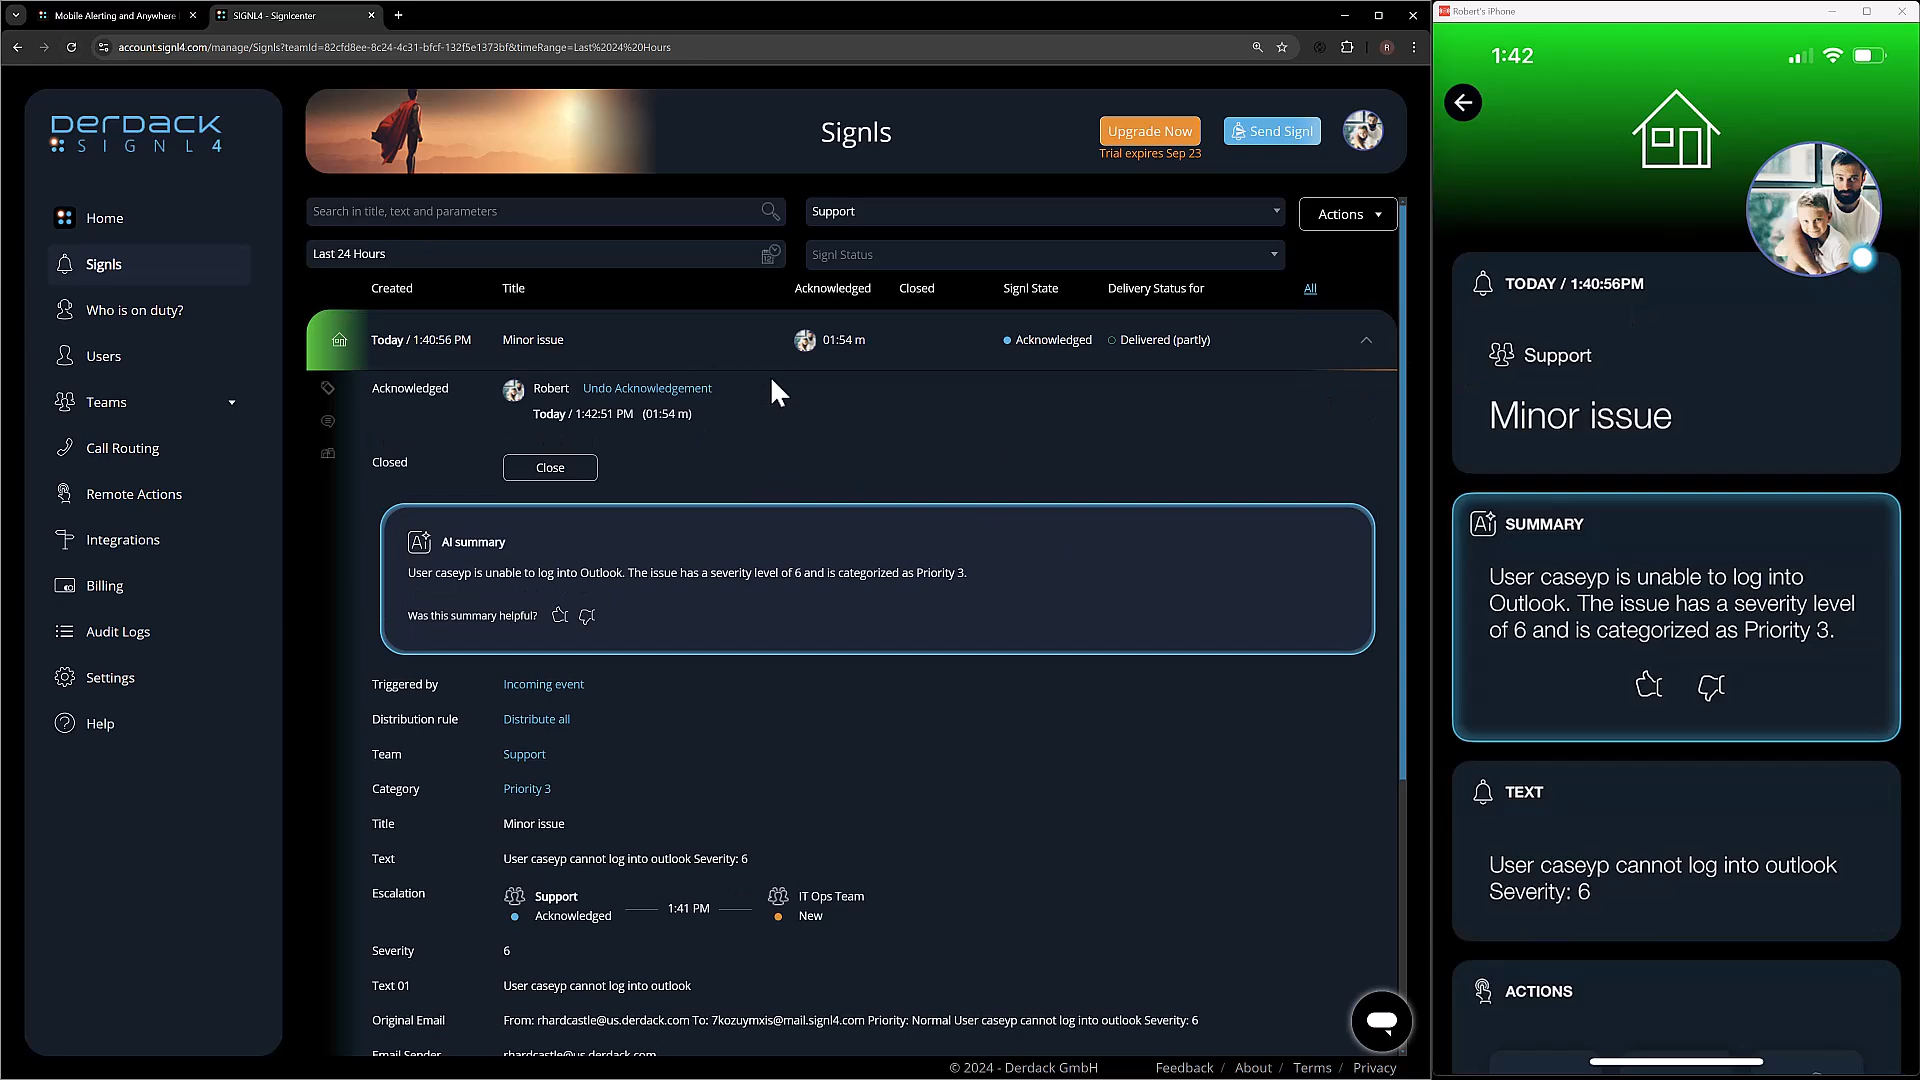 Mobile Alerting and Anywhere
SIGNL4 - Signlcenter
account.signl4.com/manage/Signls?teamId=82cfd8ee-8c24-4c31-bfcf-132f5e1373bf&timeRange=Last%2024%20Hours
R
DERDACK
SIGNL4
Home
Signls
Who is on duty?
Users
Teams
Call Routing
Remote Actions
Integrations
Billing
Audit Logs
Settings
Help
Signls
Upgrade Now
Trial expires Sep 23
Send Signl
Search in title, text and parameters
Support
Actions
Last 24 Hours
Signl Status
Created Title Acknowledged Closed Signl State Delivery Status for All
Today / 1:40:56 PM Minor issue 01:54 m Acknowledged Delivered (partly)
Acknowledged Robert Undo Acknowledgement
Today / 1:42:51 PM (01:54 m)
Closed Close
AI summary
User caseyp is unable to log into Outlook. The issue has a severity level of 6 and is categorized as Priority 3.
Was this summary helpful?
Triggered by Incoming event
Distribution rule Distribute all
Team Support
Category Priority 3
Title Minor issue
Text User caseyp cannot log into outlook Severity: 6
Escalation Support IT Ops Team
Acknowledged 1:41 PM New
Severity 6
Text 01 User caseyp cannot log into outlook
Original Email From: rhardcastle@us.derdack.com To: 7kozuymxis@mail.signl4.com Priority: Normal User caseyp cannot log into outlook Severity: 6
Email Sender rhardcastle@us.derdack.com
© 2024 - Derdack GmbH Feedback / About / Terms / Privacy
Robert's iPhone
1:42
TODAY / 1:40:56PM
Support
Minor issue
Ai SUMMARY
User caseyp is unable to log into
Outlook. The issue has a severity level
of 6 and is categorized as Priority 3.
TEXT
User caseyp cannot log into outlook
Severity: 6
ACTIONS